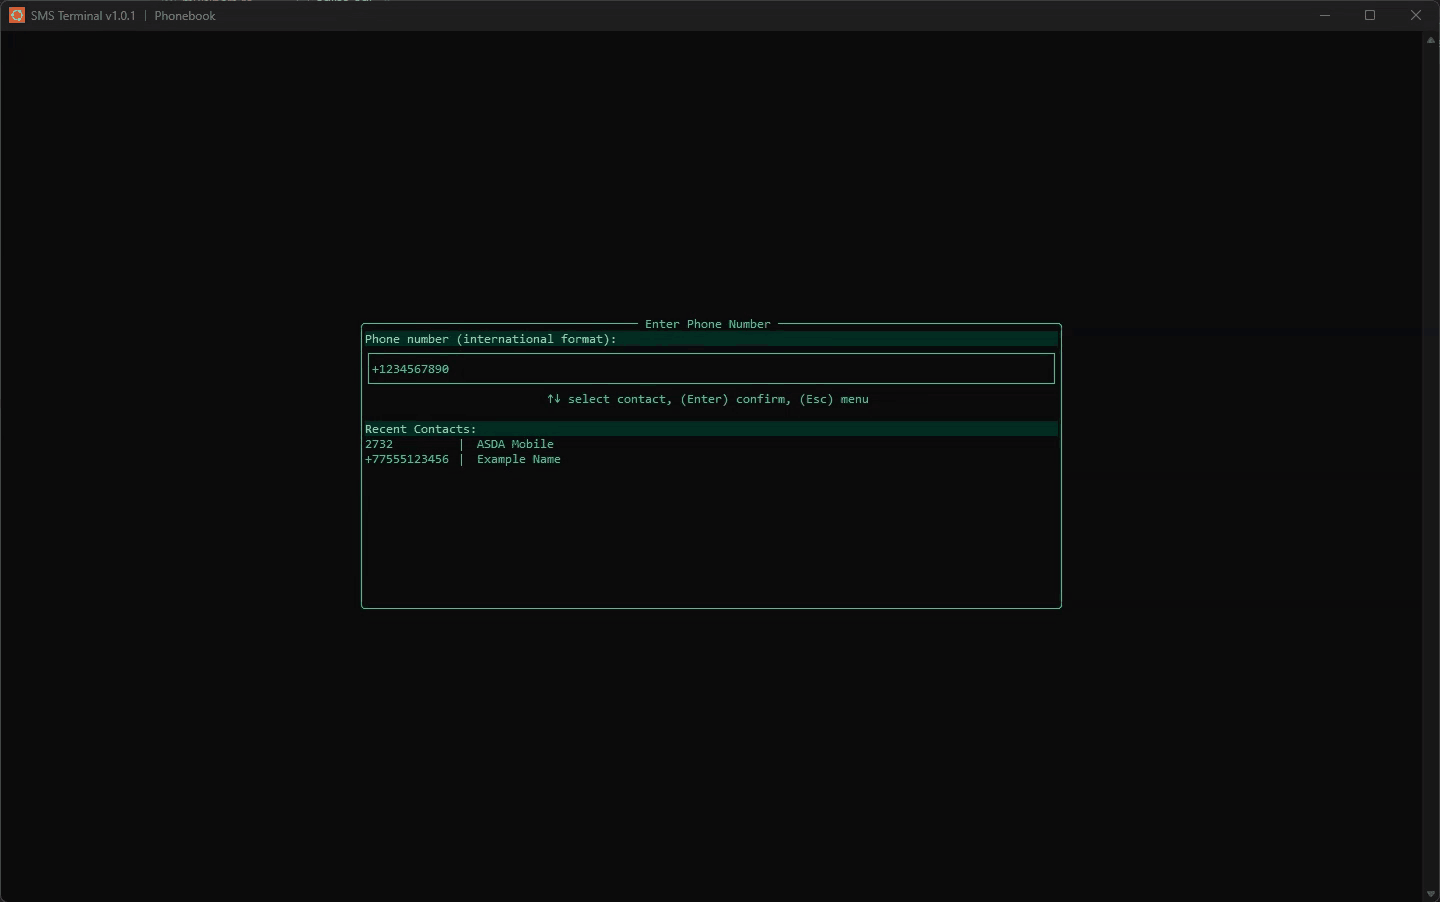 SMS Terminal v1.0.1 | Phonebook
Enter Phone Number
Phone number (international format):
+1234567890
↑↓ select contact, (Enter) confirm, (Esc) menu
Recent Contacts:
2732 | ASDA Mobile
+77555123456 | Example Name